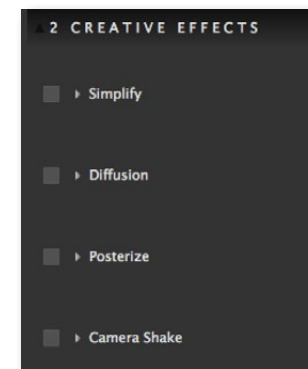 2 CREATIVE EFFECTS
Simplify
Diffusion
Posterize
Camera Shake